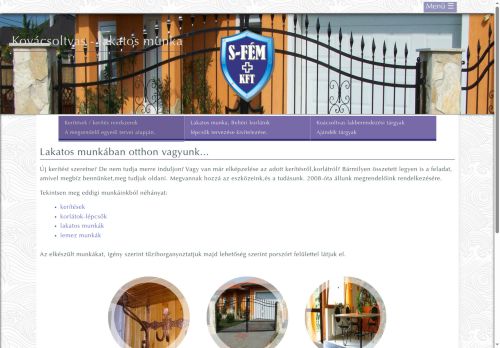 Menü ☰
Kovácsoltvas - Lakatos munka
S-FÉM
KFT
Kerítések / kerítés rendszerek
A megrendelő egyedi tervei alapján.
Lakatos munka, Beltéri korlátok
lépcsők tervezése kivitelezése.
Koácsoltvas lakberendezési tárgyak
Ajándék tárgyak
Lakatos munkában otthon vagyunk...
Új kerítést szeretne? De nem tudja merre induljon? Vagy van már elképzelése az adott kerítésről,korlátról? Bármilyen összetett legyen is a feladat,
amivel megbíz bennünket,meg tudjuk oldani. Megvannak hozzá az eszközeink,és a tudásunk. 2008-óta állunk megrendelőink rendelkezésére.
Tekintsen meg eddigi munkáinkból néhányat:
kerítések
korlátok-lépcsők
lakatos munkák
lemez munkák
Az elkészült munkákat, igény szerint tűzihorganyoztatjuk majd lehetőség szerint porszórt felülettel látjuk el.